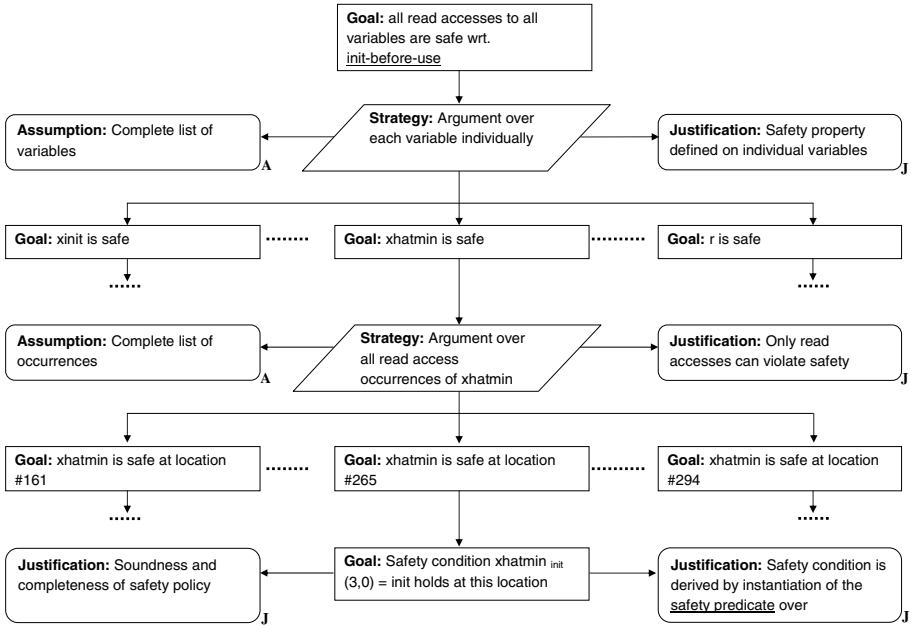 Goal: all read accesses to all
variables are safe wrt.
init-before-use
Assumption: Complete list of
variables
A
Strategy: Argument over
each variable individually
Justification: Safety property
defined on individual variables
J
Goal: xinit is safe
Goal: xhatmin is safe
Goal: r is safe
Assumption: Complete list of
occurrences
A
Strategy: Argument over
all read access
occurrences of xhatmin
Justification: Only read
accesses can violate safety
J
Goal: xhatmin is safe at location
#161
Goal: xhatmin is safe at location
#265
Goal: xhatmin is safe at location
#294
Justification: Soundness and
completeness of safety policy
J
Goal: Safety condition xhatmin init
(3,0) = init holds at this location
Justification: Safety condition is
derived by instantiation of the
safety predicate over
J